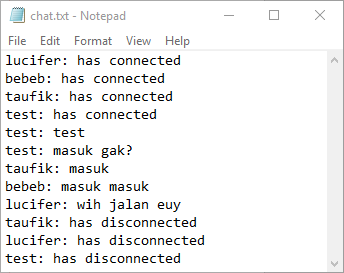 chat.txt - Notepad
File Edit Format View Help
lucifer: has connected
bebeb: has connected
taufik: has connected
test: has connected
test: test
test: masuk gak?
taufik: masuk
bebeb: masuk masuk
lucifer: wih jalan euy
taufik: has disconnected
lucifer: has disconnected
test: has disconnected